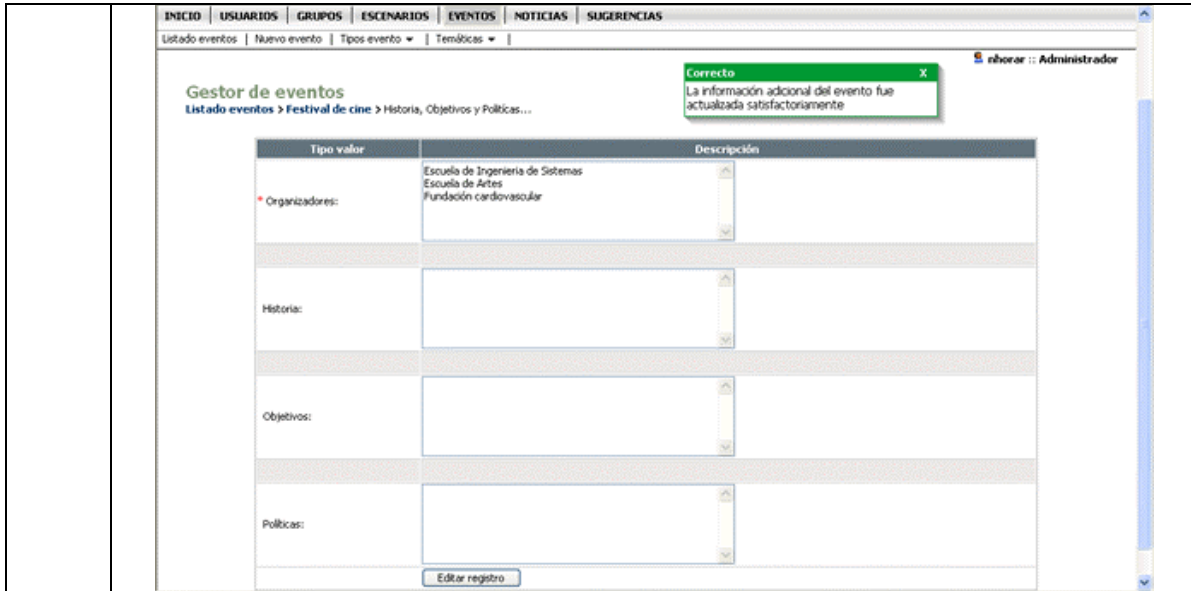 INICIO | USUARIOS | GRUPOS | ESCENARIOS | EVENTOS | NOTICIAS | SUGERENCIAS
Listado eventos | Nuevo evento | Tipos evento | Temáticas |
nhorar :: Administrador
Correcto X
La información adicional del evento fue
actualizada satisfactoriamente
Gestor de eventos
Listado eventos > Festival de cine > Historia, Objetivos y Políticas...
Tipo valor Descripción
* Organizadores:
Escuela de Ingenieria de Sistemas
Escuela de Artes
Fundación cardiovascular
Historia:
Objetivos:
Políticas:
Editar registro